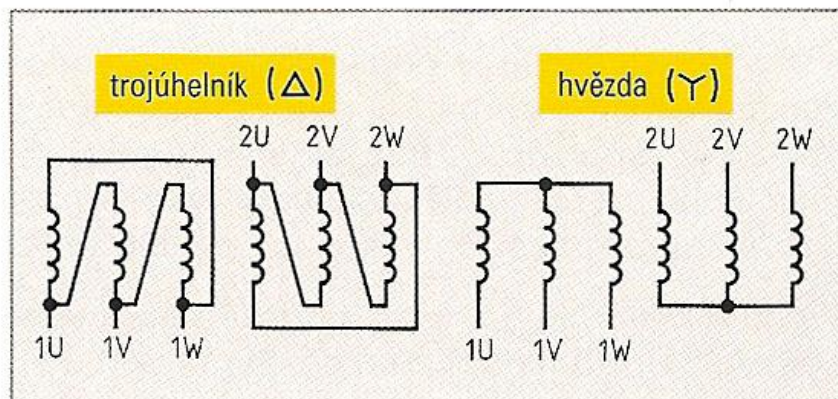 trojúhelník (△)
hvězda (Y)
2U 2V 2W
2U 2V 2W
1U 1V 1W
1U 1V 1W